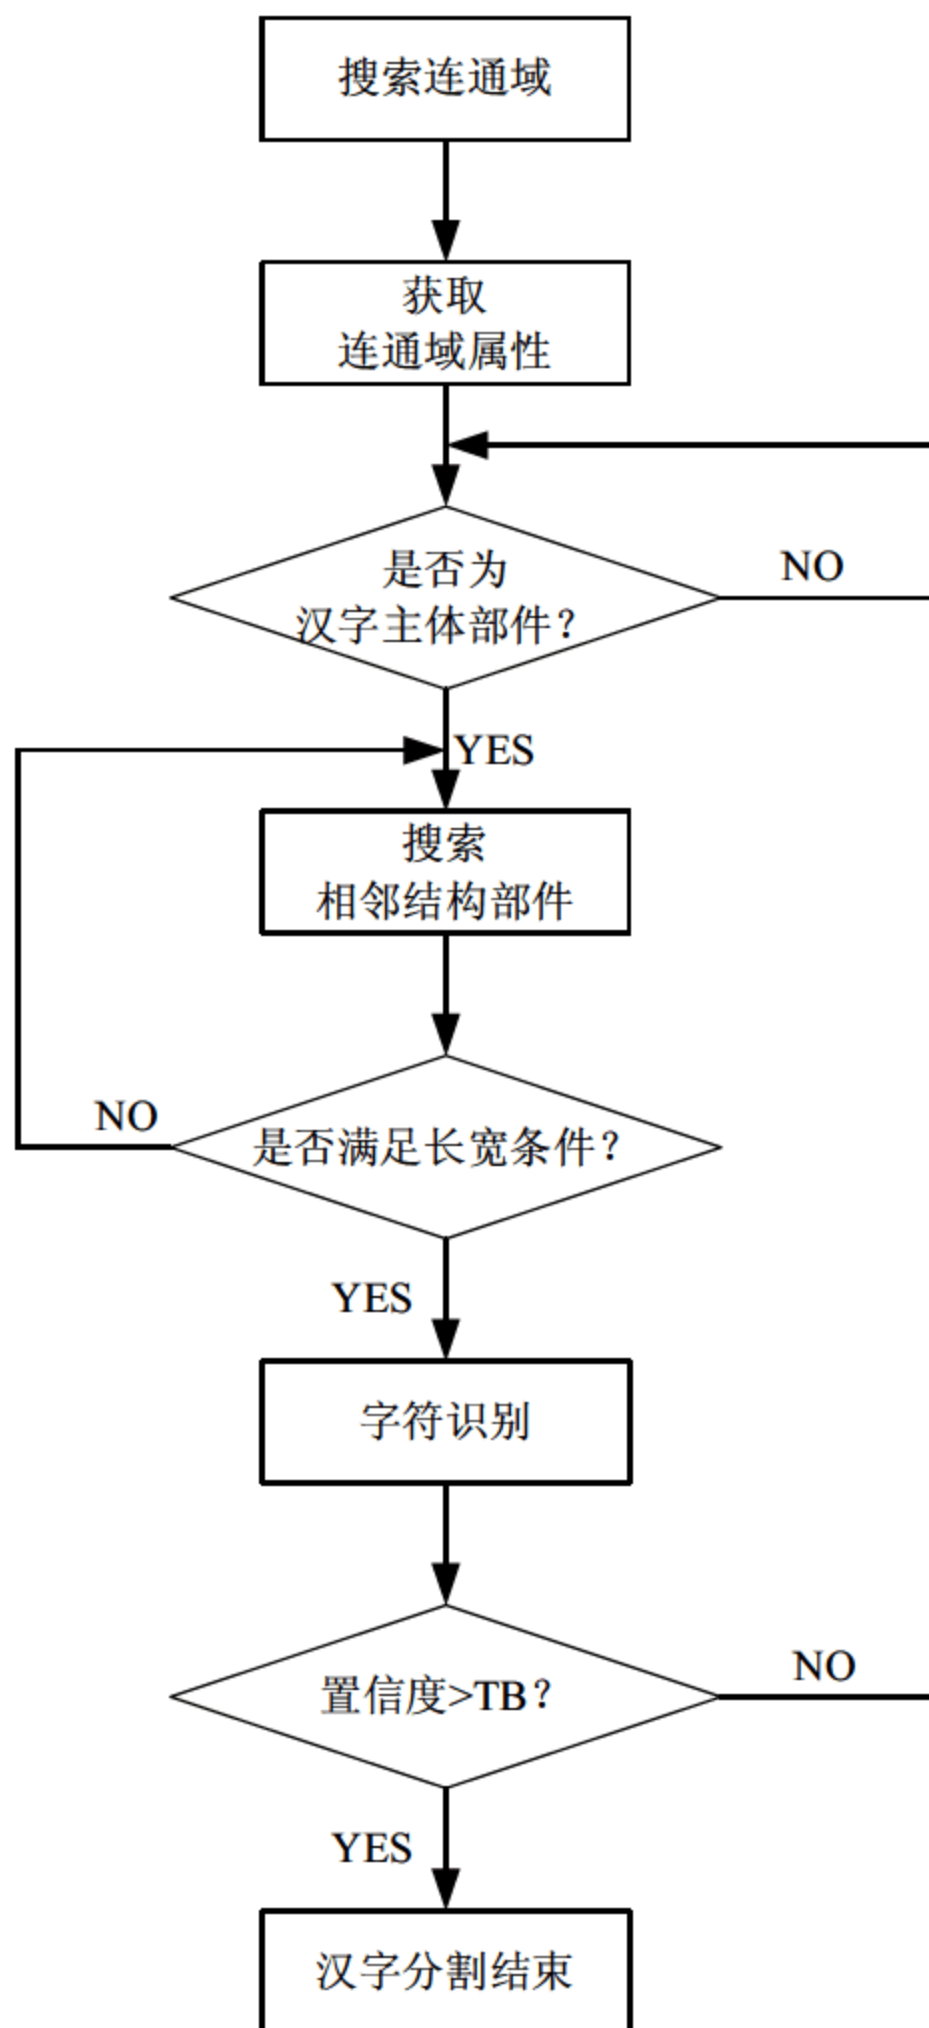 搜索连通域
获取
连通域属性
是否为
NO
汉字主体部件？
YES
搜索
相邻结构部件
NO
是否满足长宽条件？
YES
字符识别
NO
置信度>TB？
YES
汉字分割结束